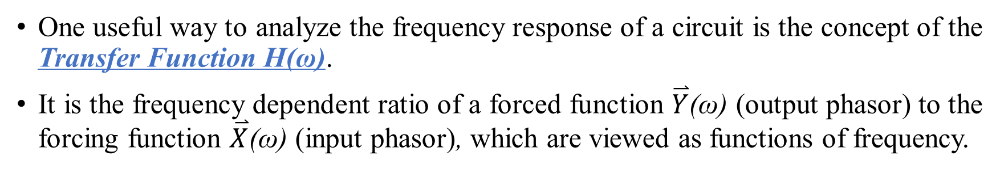 • One useful way to analyze the frequency response of a circuit is the concept of the
Transfer Function H(ω).
• It is the frequency dependent ratio of a forced function Y⃗(ω) (output phasor) to the
forcing function X⃗(ω) (input phasor), which are viewed as functions of frequency.